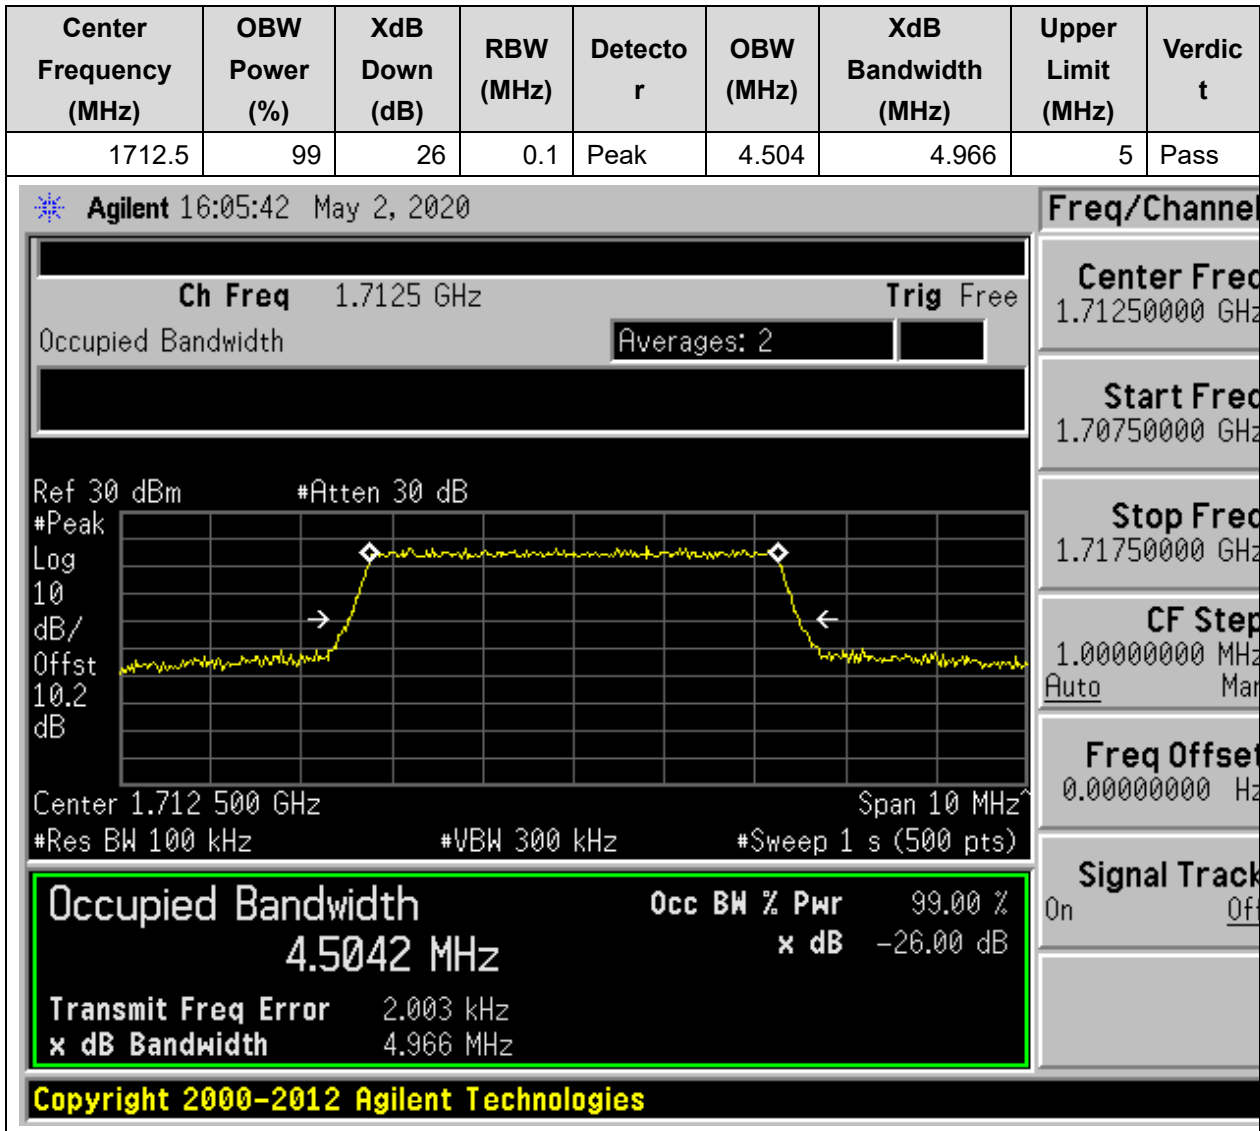 Center Frequency (MHz) OBW Power (%) XdB Down (dB) RBW (MHz) Detector OBW (MHz) XdB Bandwidth (MHz) Upper Limit (MHz) Verdict
1712.5 99 26 0.1 Peak 4.504 4.966 5 Pass
Agilent 16:05:42 May 2, 2020
Freq/Channel
Ch Freq 1.7125 GHz Trig Free
Occupied Bandwidth Averages: 2
Center Freq
1.71250000 GHz
Start Freq
1.70750000 GHz
Stop Freq
1.71750000 GHz
CF Step
1.00000000 MHz
Auto Man
Freq Offset
0.00000000 Hz
Signal Track
On Off
Ref 30 dBm #Atten 30 dB
#Peak
Log
10
dB/
Offst
10.2
dB
Center 1.712 500 GHz Span 10 MHz^
#Res BW 100 kHz #VBW 300 kHz #Sweep 1 s (500 pts)
Occupied Bandwidth Occ BW % Pwr 99.00 %
4.5042 MHz x dB -26.00 dB
Transmit Freq Error 2.003 kHz
x dB Bandwidth 4.966 MHz
Copyright 2000-2012 Agilent Technologies